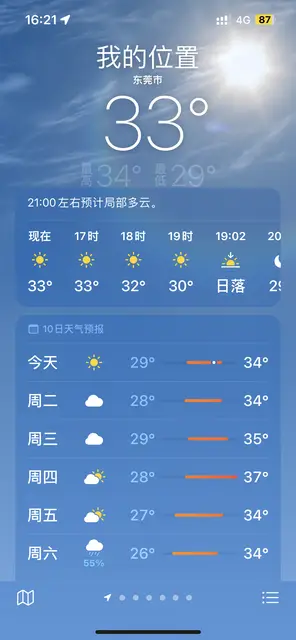 16:21 4G 87
我的位置
东莞市
33°
最高34° 最低29°
21:00左右预计局部多云。
现在 17时 18时 19时 19:02 20
33° 33° 32° 30° 日落 29
10日天气预报
今天 29° 34°
周二 28° 34°
周三 29° 35°
周四 28° 37°
周五 27° 34°
周六 55% 26° 34°